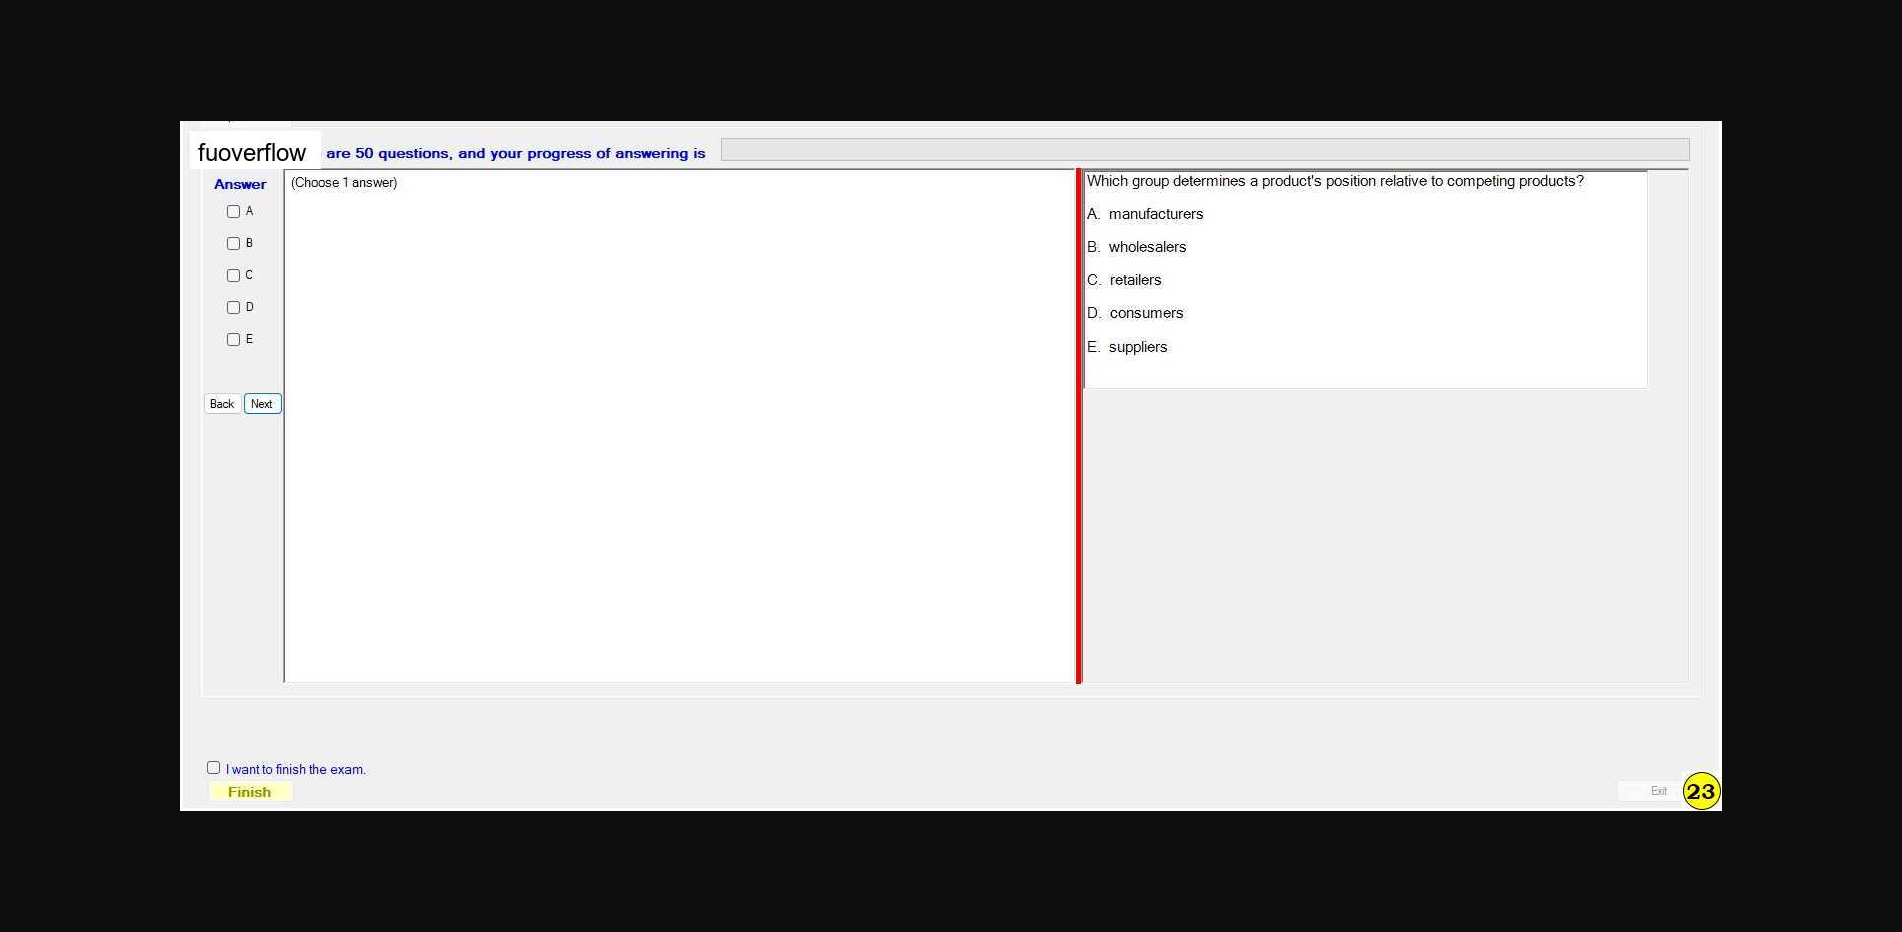 fuoverflow are 50 questions, and your progress of answering is
Answer
(Choose 1 answer)
A
B
C
D
E
Back Next
Which group determines a product's position relative to competing products?
A. manufacturers
B. wholesalers
C. retailers
D. consumers
E. suppliers
I want to finish the exam.
Finish
Exit
23